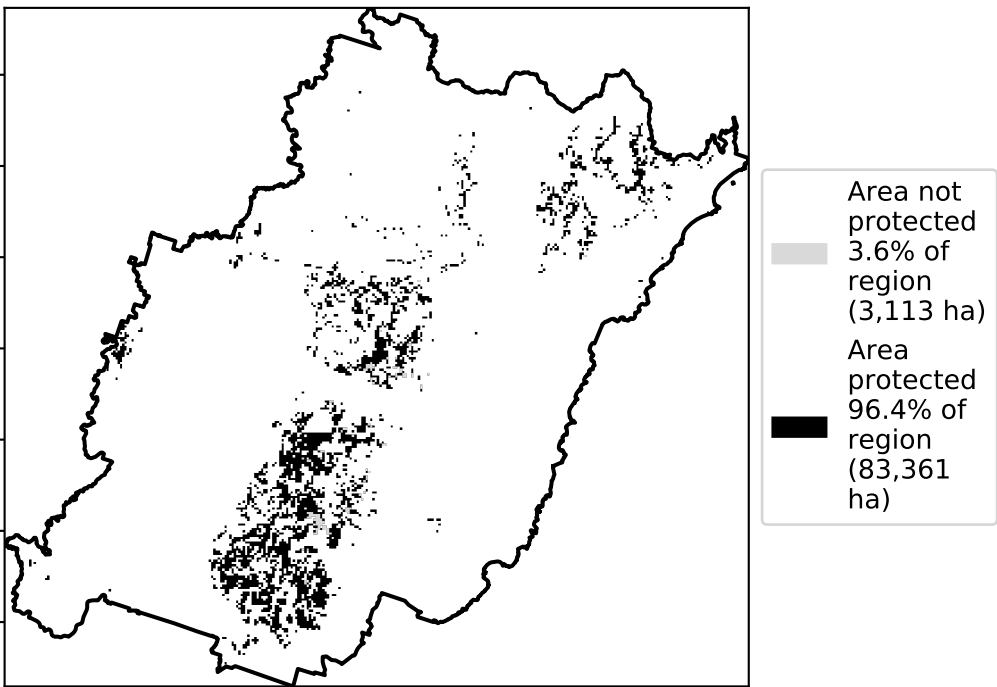 Area not
protected
3.6% of
region
(3,113 ha)
Area
protected
96.4% of
region
(83,361
ha)